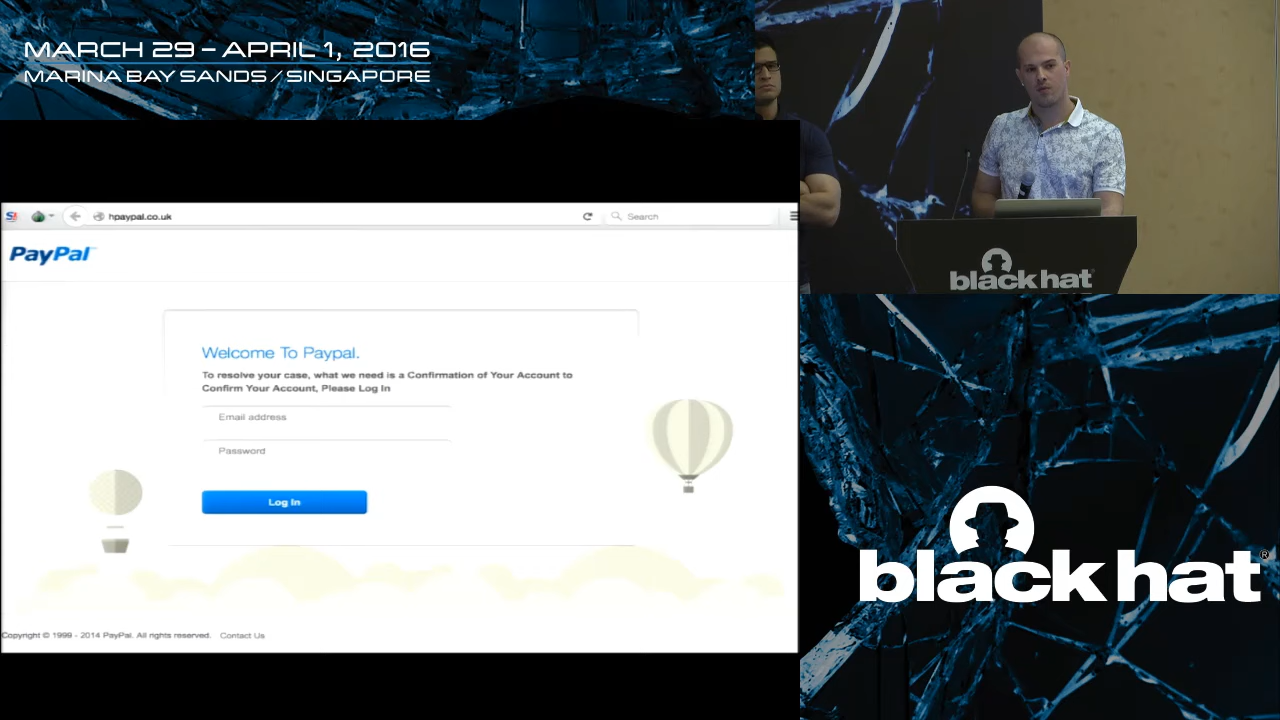 MARCH 29 – APRIL 1, 2016
MARINA BAY SANDS / SINGAPORE
hpaypal.co.uk
Search
PayPal™
Welcome To Paypal.
To resolve your case, what we need is a Confirmation of Your Account to
Confirm Your Account, Please Log In
Email address
Password
Log In
Copyright © 1999 - 2014 PayPal. All rights reserved. Contact Us
black hat
black hat®